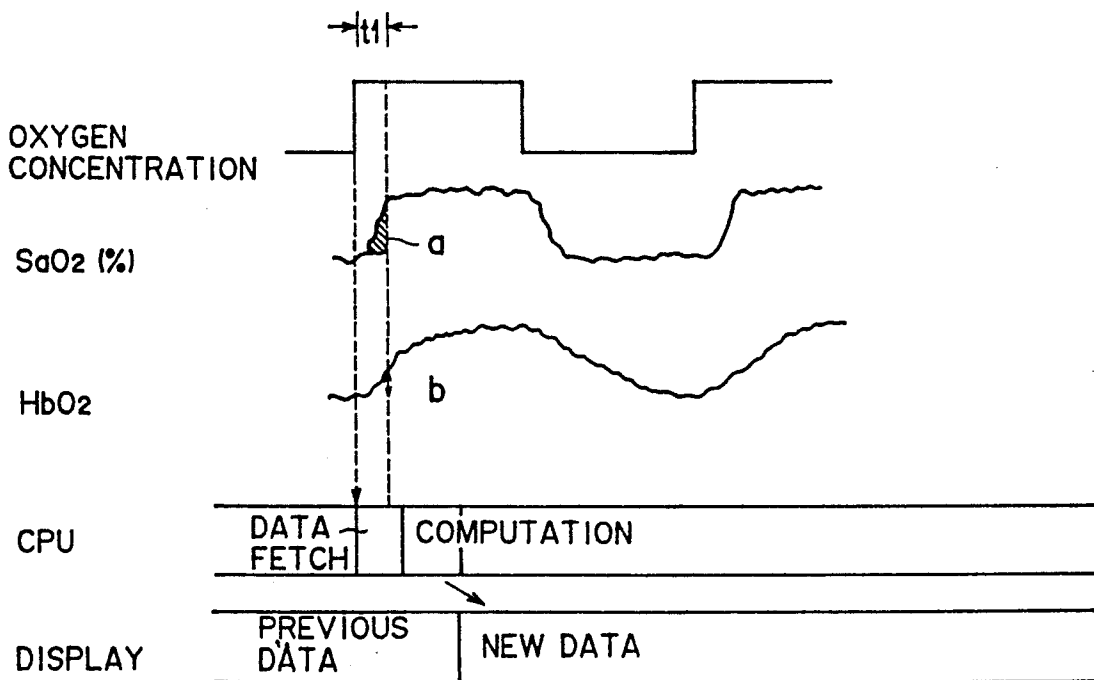 t1
OXYGEN
CONCENTRATION
a
SaO2 (%)
b
HbO2
CPU
DATA
FETCH
COMPUTATION
DISPLAY
PREVIOUS
DATA
NEW DATA